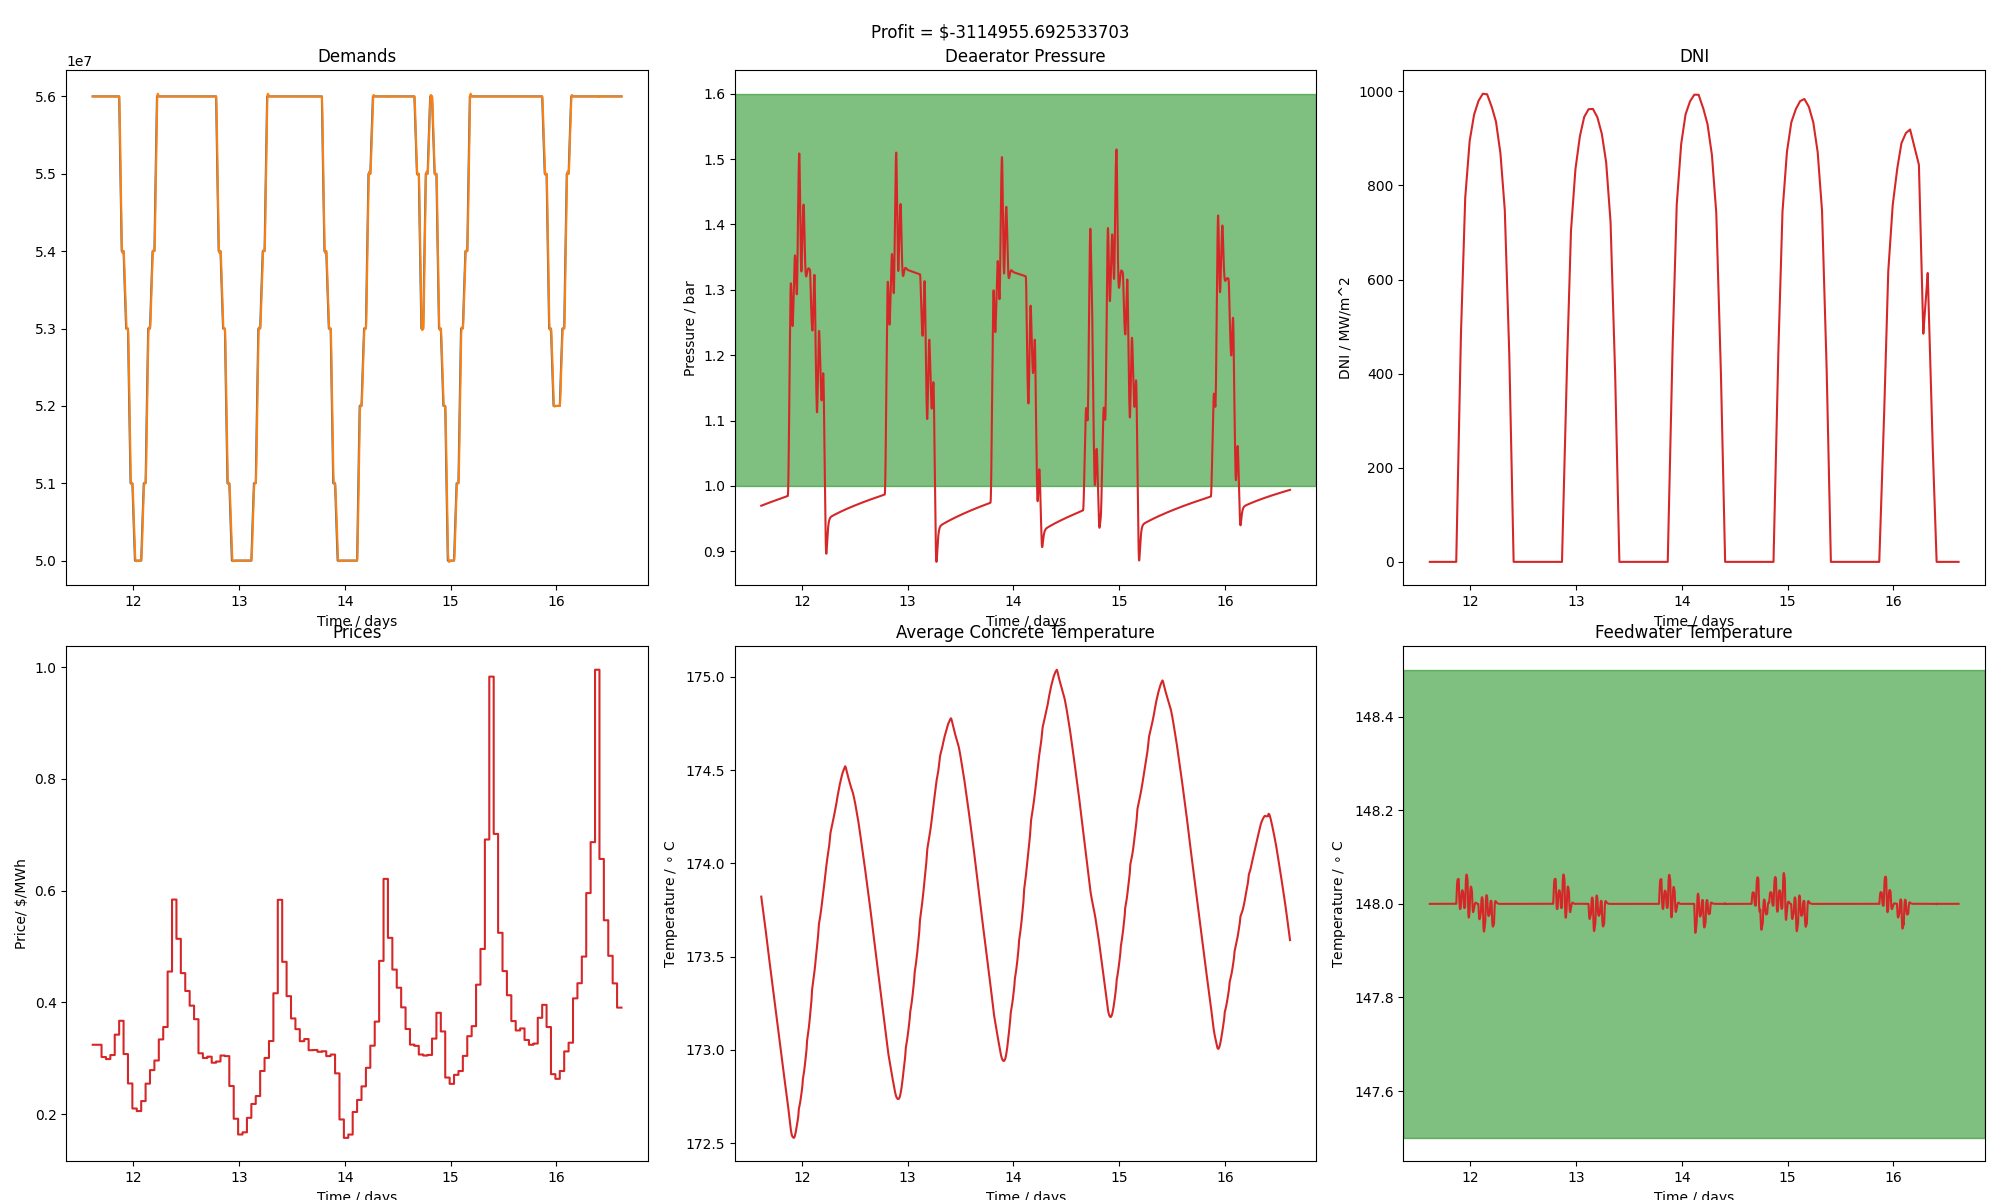 Profit = $-3114955.692533703
Demands
1e7
5.6
5.5
5.4
5.3
5.2
5.1
5.0
12 13 14 15 16
Time / days
Deaerator Pressure
Pressure / bar
1.6
1.5
1.4
1.3
1.2
1.1
1.0
0.9
12 13 14 15 16
Time / days
DNI
DNI / MW/m^2
1000
800
600
400
200
0
12 13 14 15 16
Time / days
Prices
Price/ $/MWh
1.0
0.8
0.6
0.4
0.2
12 13 14 15 16
Time / days
Average Concrete Temperature
Temperature / ∘ C
175.0
174.5
174.0
173.5
173.0
172.5
12 13 14 15 16
Time / days
Feedwater Temperature
Temperature / ∘ C
148.4
148.2
148.0
147.8
147.6
12 13 14 15 16
Time / days